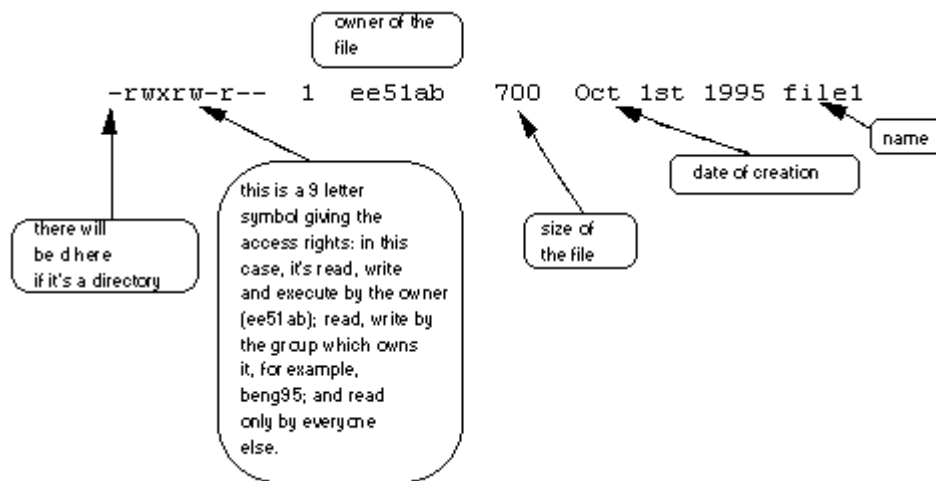 owner of the
file
-rwxrw-r-- 1 ee51ab 700 Oct 1st 1995 file1
name
date of creation
there will
be d here
if it's a directory
this is a 9 letter
symbol giving the
access rights: in this
case, it's read, write
and execute by the owner
(ee51ab); read, write by
the group which owns
it, for example,
beng95; and read
only by everyone
else.
size of
the file